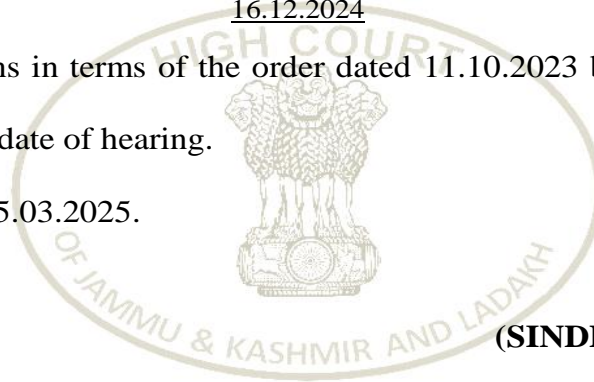 16.12.2024
HIGH COURT
ns in terms of the order dated 11.10.2023 b
date of hearing.
5.03.2025.
OF JAMMU & KASHMIR AND LADAKH
(SINDH